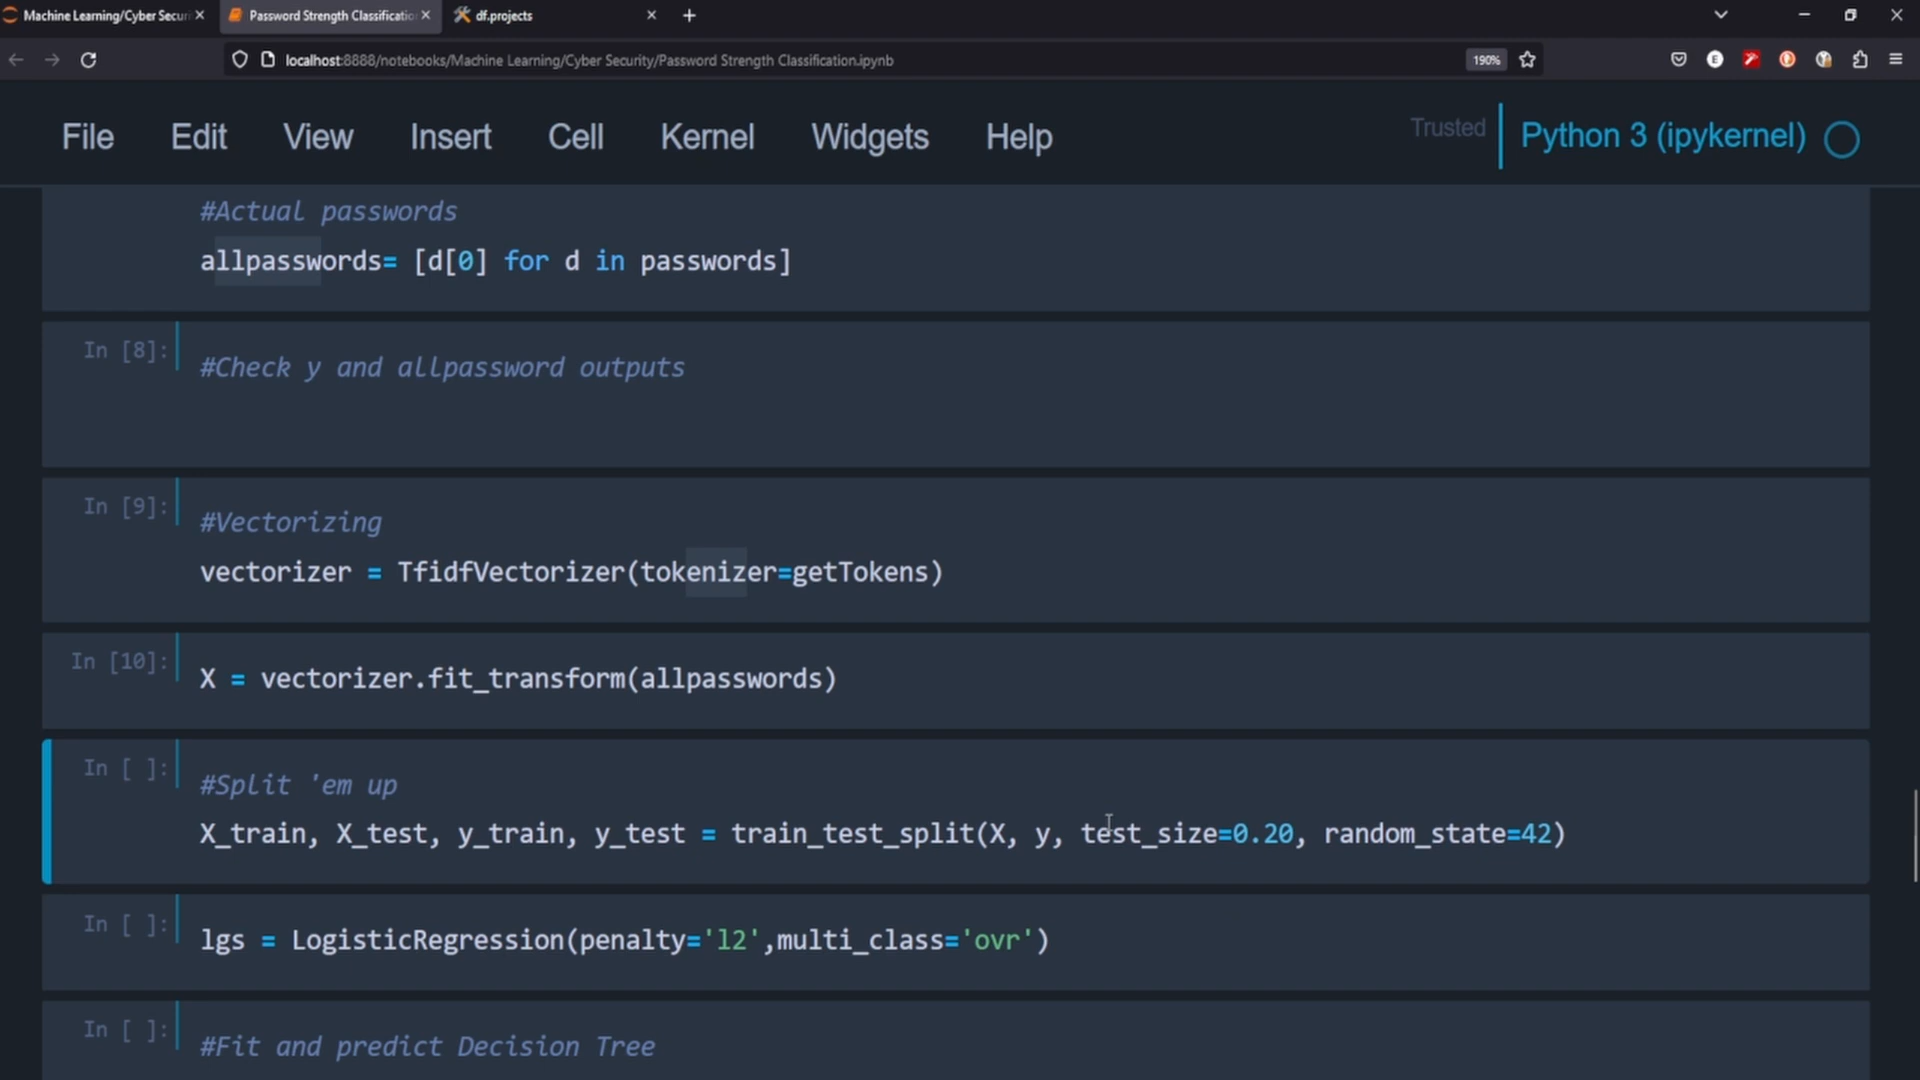 Machine Learning/Cyber Securi
Password Strength Classificatio
df.projects
localhost:8888/notebooks/Machine Learning/Cyber Security/Password Strength Classification.ipynb
190%
File Edit View Insert Cell Kernel Widgets Help
Trusted
Python 3 (ipykernel)
#Actual passwords
allpasswords= [d[0] for d in passwords]
In [8]:
#Check y and allpassword outputs
In [9]:
#Vectorizing
vectorizer = TfidfVectorizer(tokenizer=getTokens)
In [10]:
X = vectorizer.fit_transform(allpasswords)
In [ ]:
#Split 'em up
X_train, X_test, y_train, y_test = train_test_split(X, y, test_size=0.20, random_state=42)
In [ ]:
lgs = LogisticRegression(penalty='l2',multi_class='ovr')
In [ ]:
#Fit and predict Decision Tree